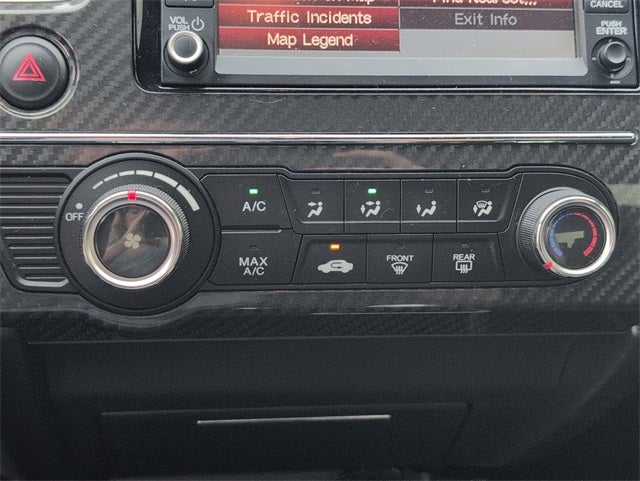 CANCEL
VOL
PUSH
Traffic Incidents
Exit Info
PUSH
ENTER
Map Legend
OFF
A/C
MAX
A/C
FRONT
REAR